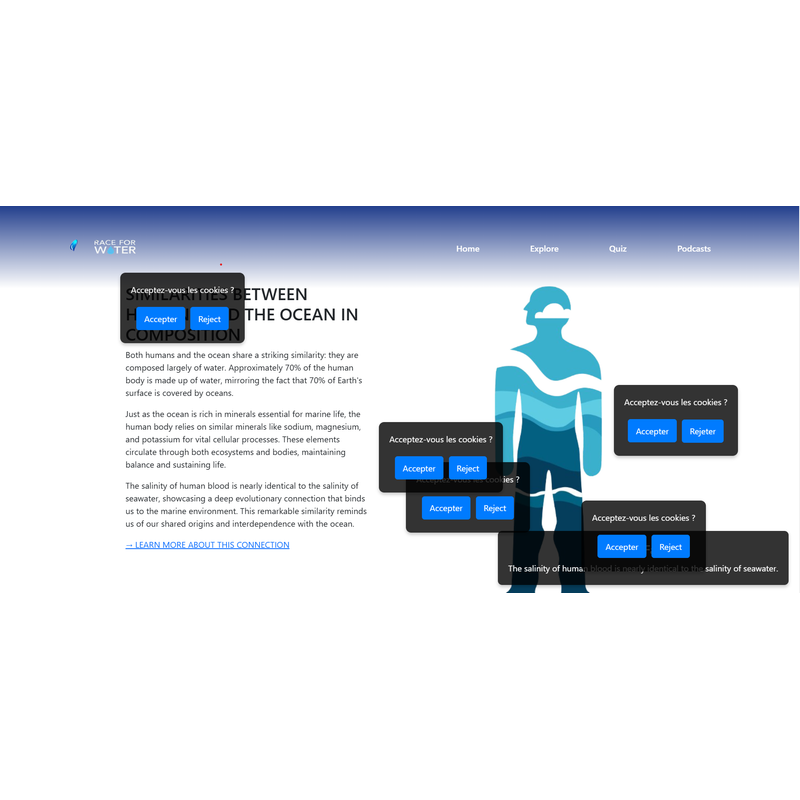 RACE FOR
WATER
Home
Explore
Quiz
Podcasts
Acceptez-vous les cookies ?
Accepter
Reject
SIMILARITIES BETWEEN
THE OCEAN IN
COMPOSITION
Both humans and the ocean share a striking similarity: they are
composed largely of water. Approximately 70% of the human
body is made up of water, mirroring the fact that 70% of Earth's
surface is covered by oceans.
Just as the ocean is rich in minerals essential for marine life, the
human body relies on similar minerals like sodium, magnesium,
and potassium for vital cellular processes. These elements
circulate through both ecosystems and bodies, maintaining
balance and sustaining life.
The salinity of human blood is nearly identical to the salinity of
seawater, showcasing a deep evolutionary connection that binds
us to the marine environment. This remarkable similarity reminds
us of our shared origins and interdependence with the ocean.
→ LEARN MORE ABOUT THIS CONNECTION
Acceptez-vous les cookies ?
Accepter
Rejeter
Acceptez-vous les cookies ?
Accepter
Reject
Acceptez-vous les cookies ?
Accepter
Reject
Acceptez-vous les cookies ?
Accepter
Reject
The salinity of human blood is nearly identical to the salinity of seawater.